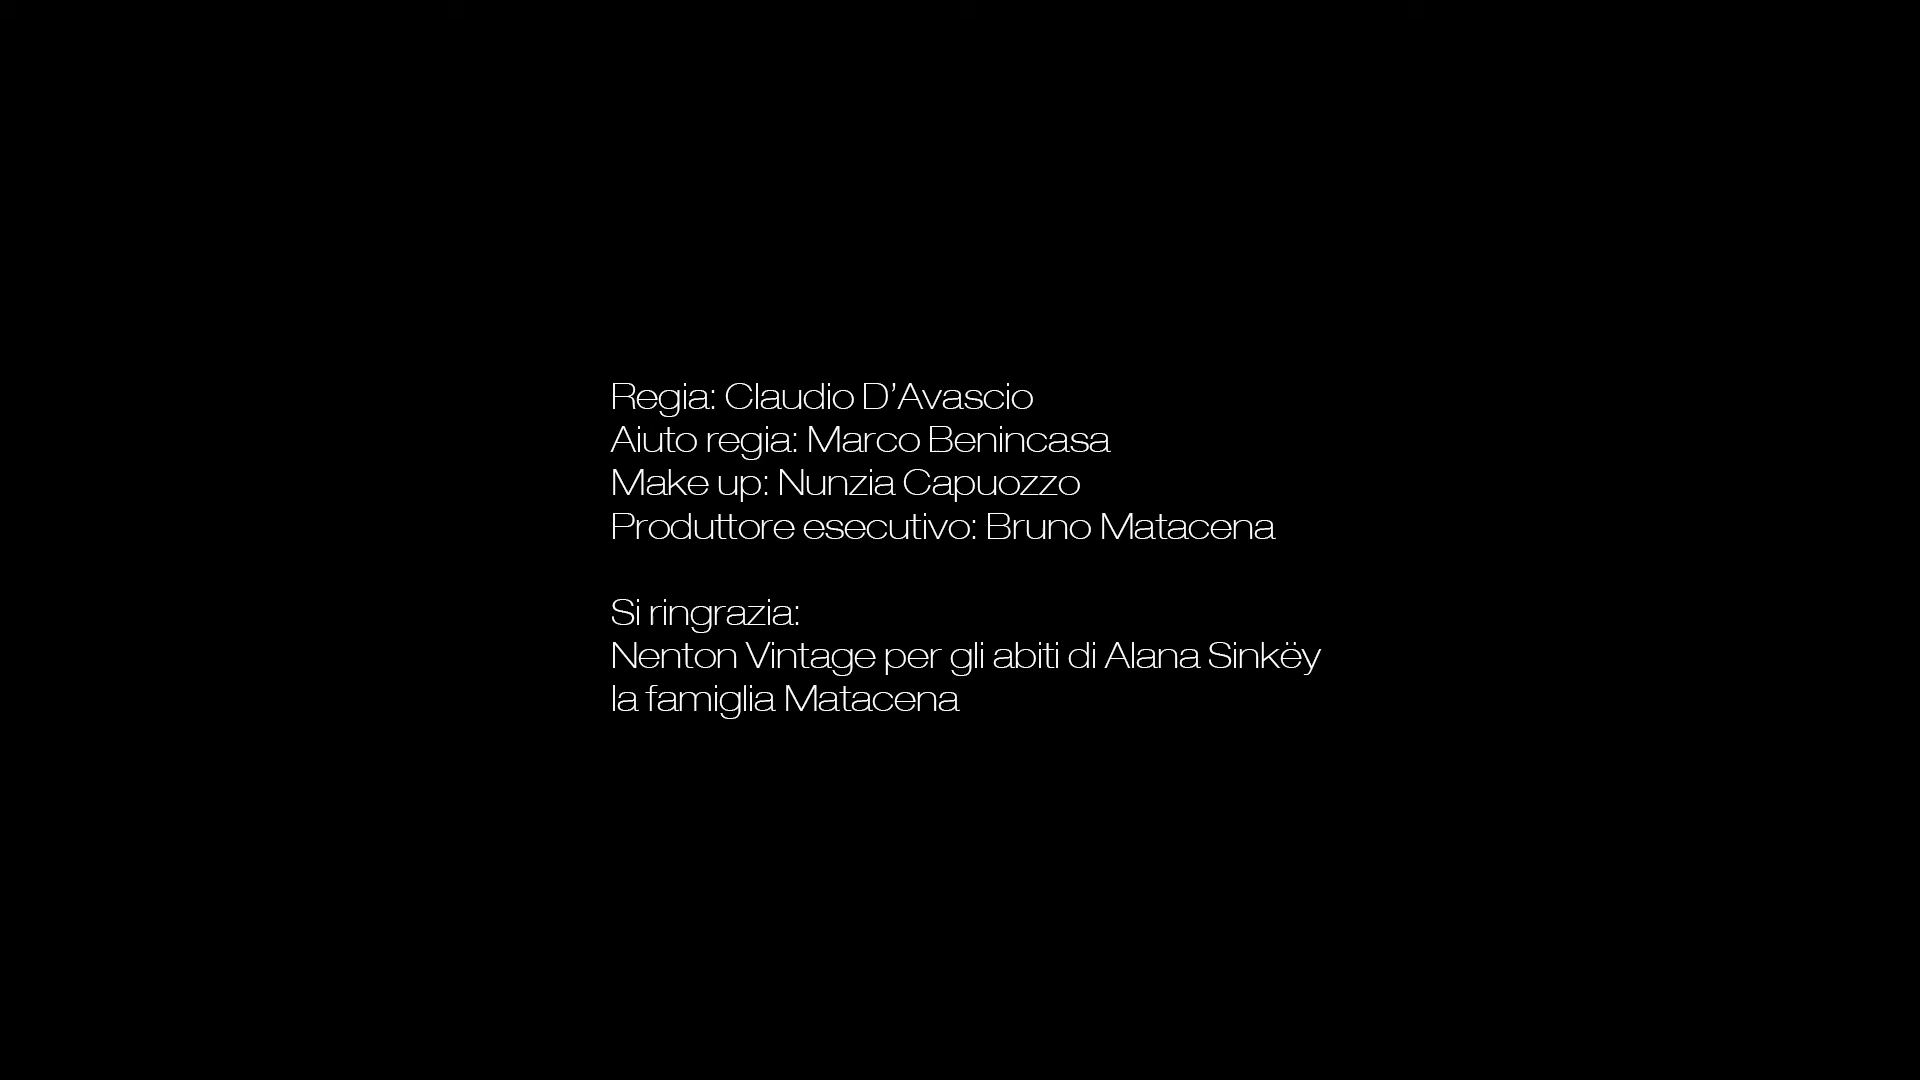 Regia: Claudio D’Avascio
Aiuto regia: Marco Benincasa
Make up: Nunzia Capuozzo
Produttore esecutivo: Bruno Matacena
Si ringrazia:
Nenton Vintage per gli abiti di Alana Sinkëy
la famiglia Matacena